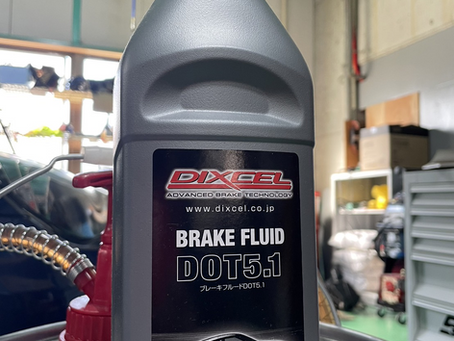 DIXCEL
ADVANCED BRAKE TECHNOLOGY
www.dixcel.co.jp
BRAKE FLUID
DOT5.1
ブレーキフルードDOT5.1